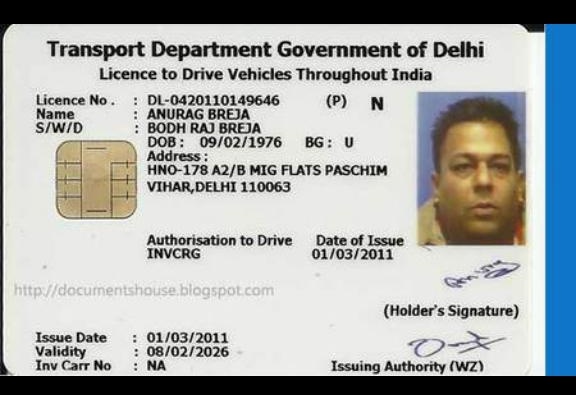 Transport Department Government of Delhi
Licence to Drive Vehicles Throughout India
Licence No. : DL-0420110149646 (P) N
Name : ANURAG BREJA
S/W/D : BODH RAJ BREJA
DOB: 09/02/1976 BG: U
Address:
HNO-178 A2/B MIG FLATS PASCHIM
VIHAR,DELHI 110063
Authorisation to Drive Date of Issue
INVCRG 01/03/2011
http://documentshouse.blogspot.com
(Holder's Signature)
Issue Date : 01/03/2011
Validity : 08/02/2026
Inv Carr No : NA
Issuing Authority (WZ)